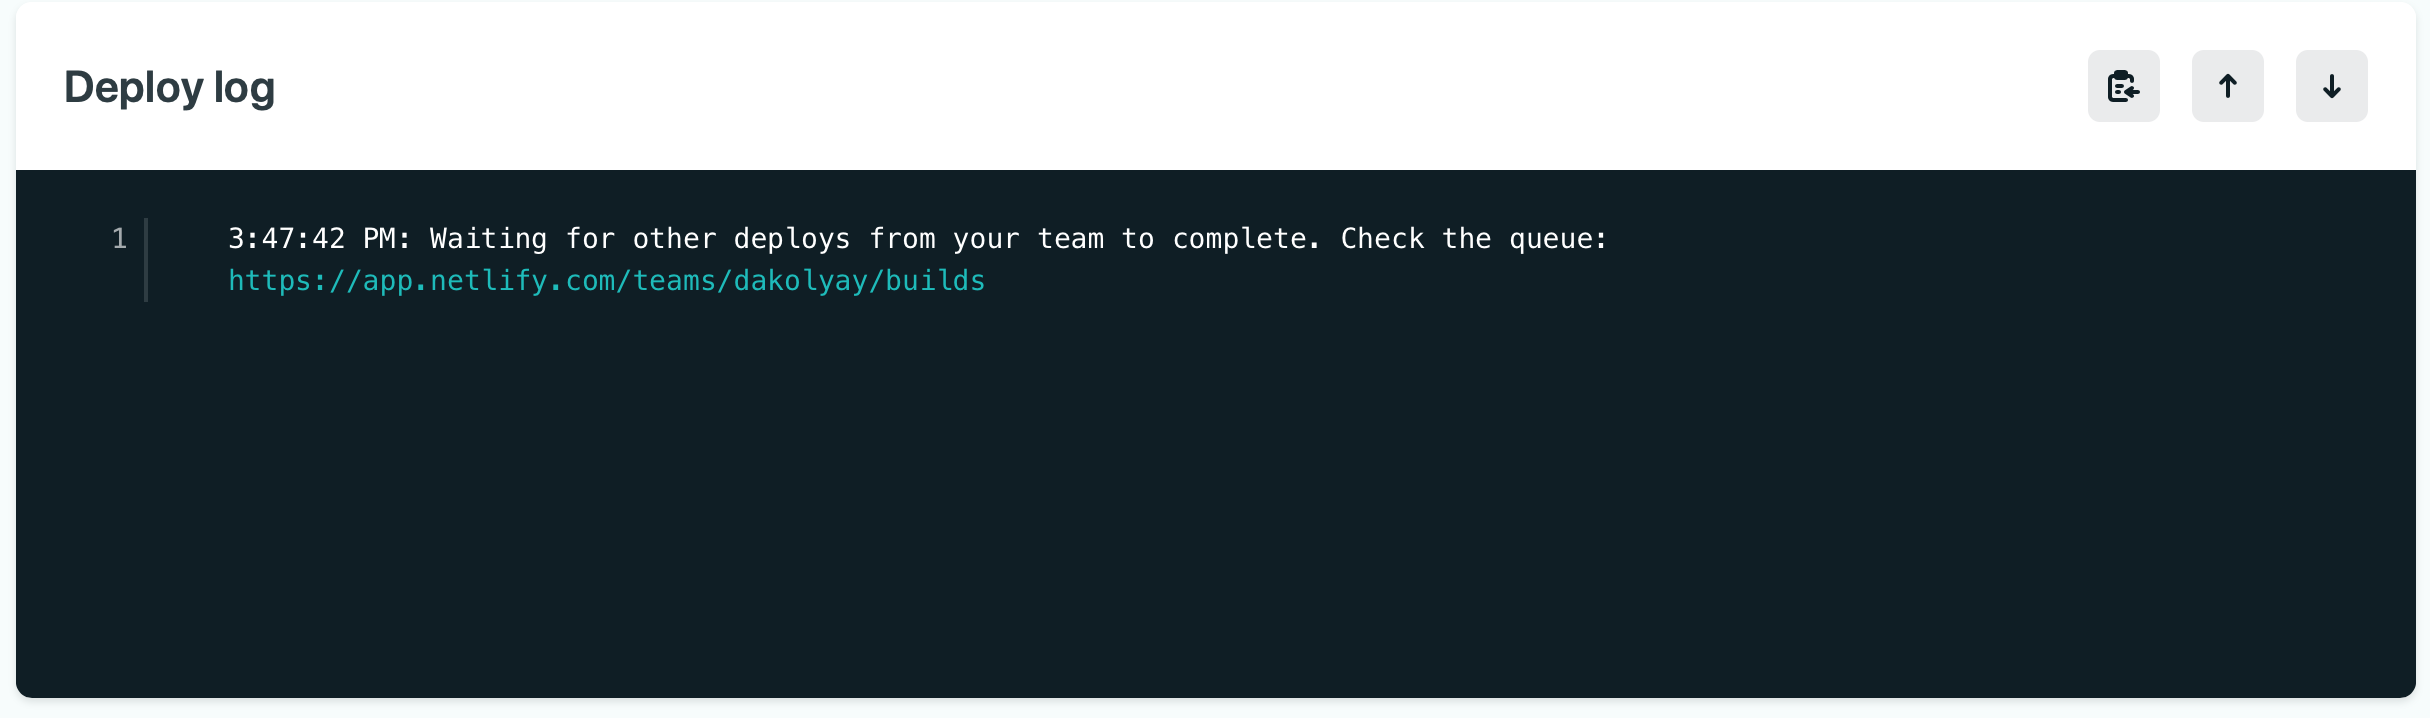 Deploy log
1 3:47:42 PM: Waiting for other deploys from your team to complete. Check the queue:
https://app.netlify.com/teams/dakolyay/builds